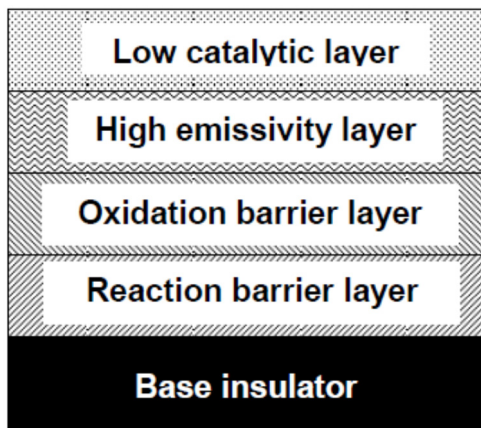 Low catalytic layer
High emissivity layer
Oxidation barrier layer
Reaction barrier layer
Base insulator